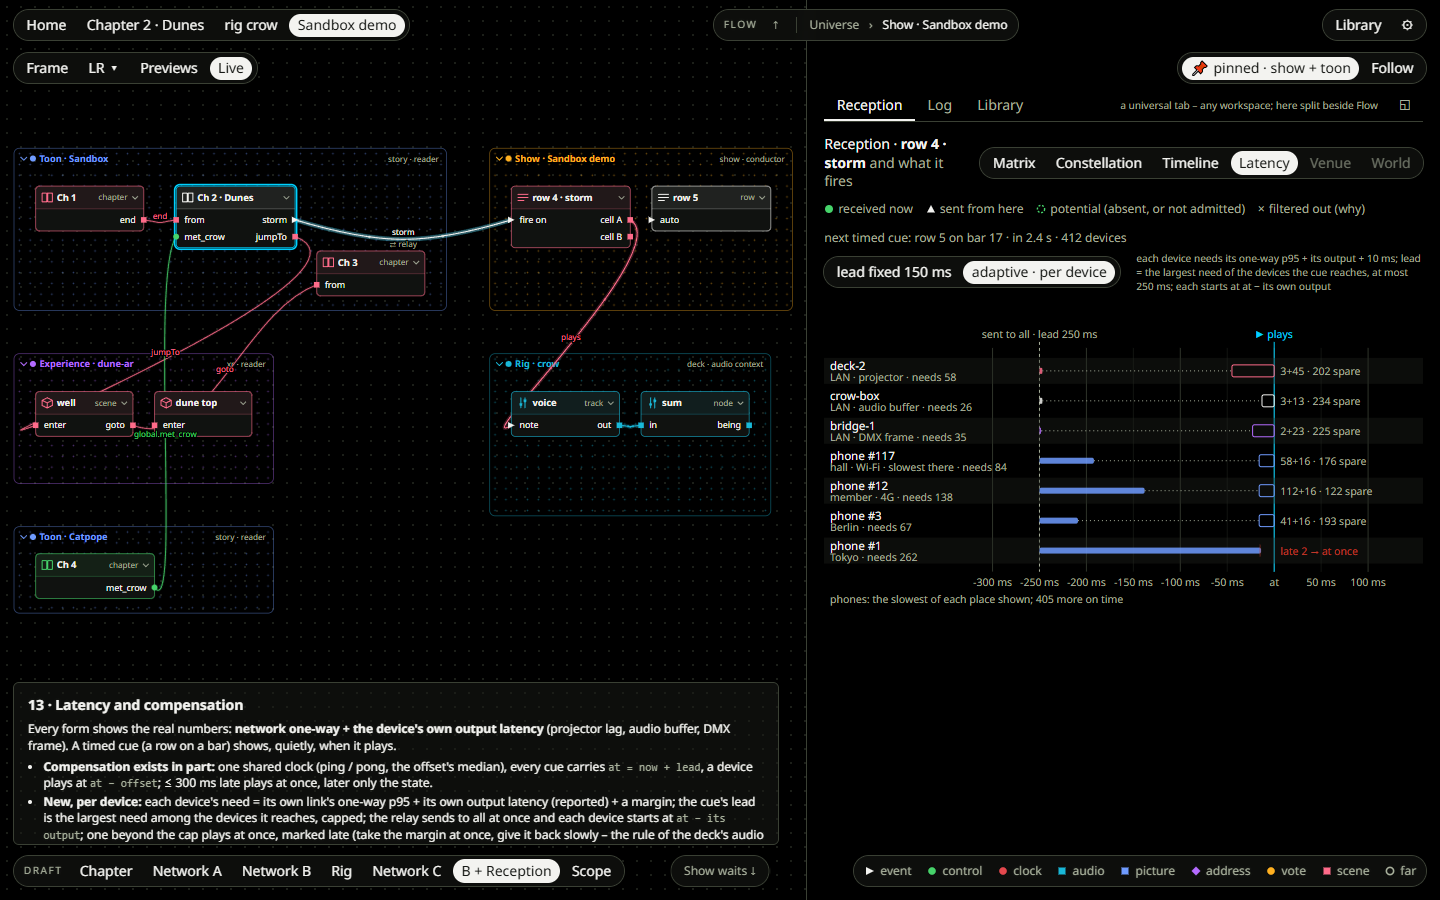 Home Chapter 2 · Dunes rig crow Sandbox demo
FLOW ↑ Universe › Show · Sandbox demo
Library ⚙
Frame LR ▾ Previews Live
📌 pinned · show + toon Follow
Reception Log Library
a universal tab – any workspace; here split beside Flow
Toon · Sandbox story · reader
Ch 1 chapter
end
end
Ch 2 · Dunes
from storm
met_crow jumpTo
storm
⇄ relay
Ch 3 chapter
from
Show · Sandbox demo show · conductor
row 4 · storm
fire on cell A
cell B
row 5 row
auto
jumpTo
goto
plays
Experience · dune-ar xr · reader
well scene
enter goto
dune top
enter
global.met_crow
Rig · crow deck · audio context
voice track
note out
sum node
in being
Toon · Catpope story · reader
Ch 4 chapter
met_crow
13 · Latency and compensation
Every form shows the real numbers: network one-way + the device's own output latency (projector lag, audio buffer, DMX
frame). A timed cue (a row on a bar) shows, quietly, when it plays.
• Compensation exists in part: one shared clock (ping / pong, the offset's median), every cue carries at = now + lead, a device
plays at at − offset; ≤ 300 ms late plays at once, later only the state.
• New, per device: each device's need = its own link's one-way p95 + its own output latency (reported) + a margin; the cue's lead
is the largest need among the devices it reaches, capped; the relay sends to all at once and each device starts at at − its
output; one beyond the cap plays at once, marked late (take the margin at once, give it back slowly – the rule of the deck's audio
DRAFT Chapter Network A Network B Rig Network C B + Reception Scope
Show waits ↓
Reception · row 4 ·
storm and what it
fires
Matrix Constellation Timeline Latency Venue World
received now sent from here potential (absent, or not admitted) × filtered out (why)
next timed cue: row 5 on bar 17 · in 2.4 s · 412 devices
lead fixed 150 ms adaptive · per device
each device needs its one-way p95 + its output + 10 ms; lead
= the largest need of the devices the cue reaches, at most
250 ms; each starts at at − its own output
sent to all · lead 250 ms ▶ plays
deck-2
LAN · projector · needs 58
3+45 · 202 spare
crow-box
LAN · audio buffer · needs 26
3+13 · 234 spare
bridge-1
LAN · DMX frame · needs 35
2+23 · 225 spare
phone #117
hall · Wi-Fi · slowest there · needs 84
58+16 · 176 spare
phone #12
member · 4G · needs 138
112+16 · 122 spare
phone #3
Berlin · needs 67
41+16 · 193 spare
phone #1
Tokyo · needs 262
late 2 → at once
-300 ms -250 ms -200 ms -150 ms -100 ms -50 ms at 50 ms 100 ms
phones: the slowest of each place shown; 405 more on time
event control clock audio picture address vote scene far